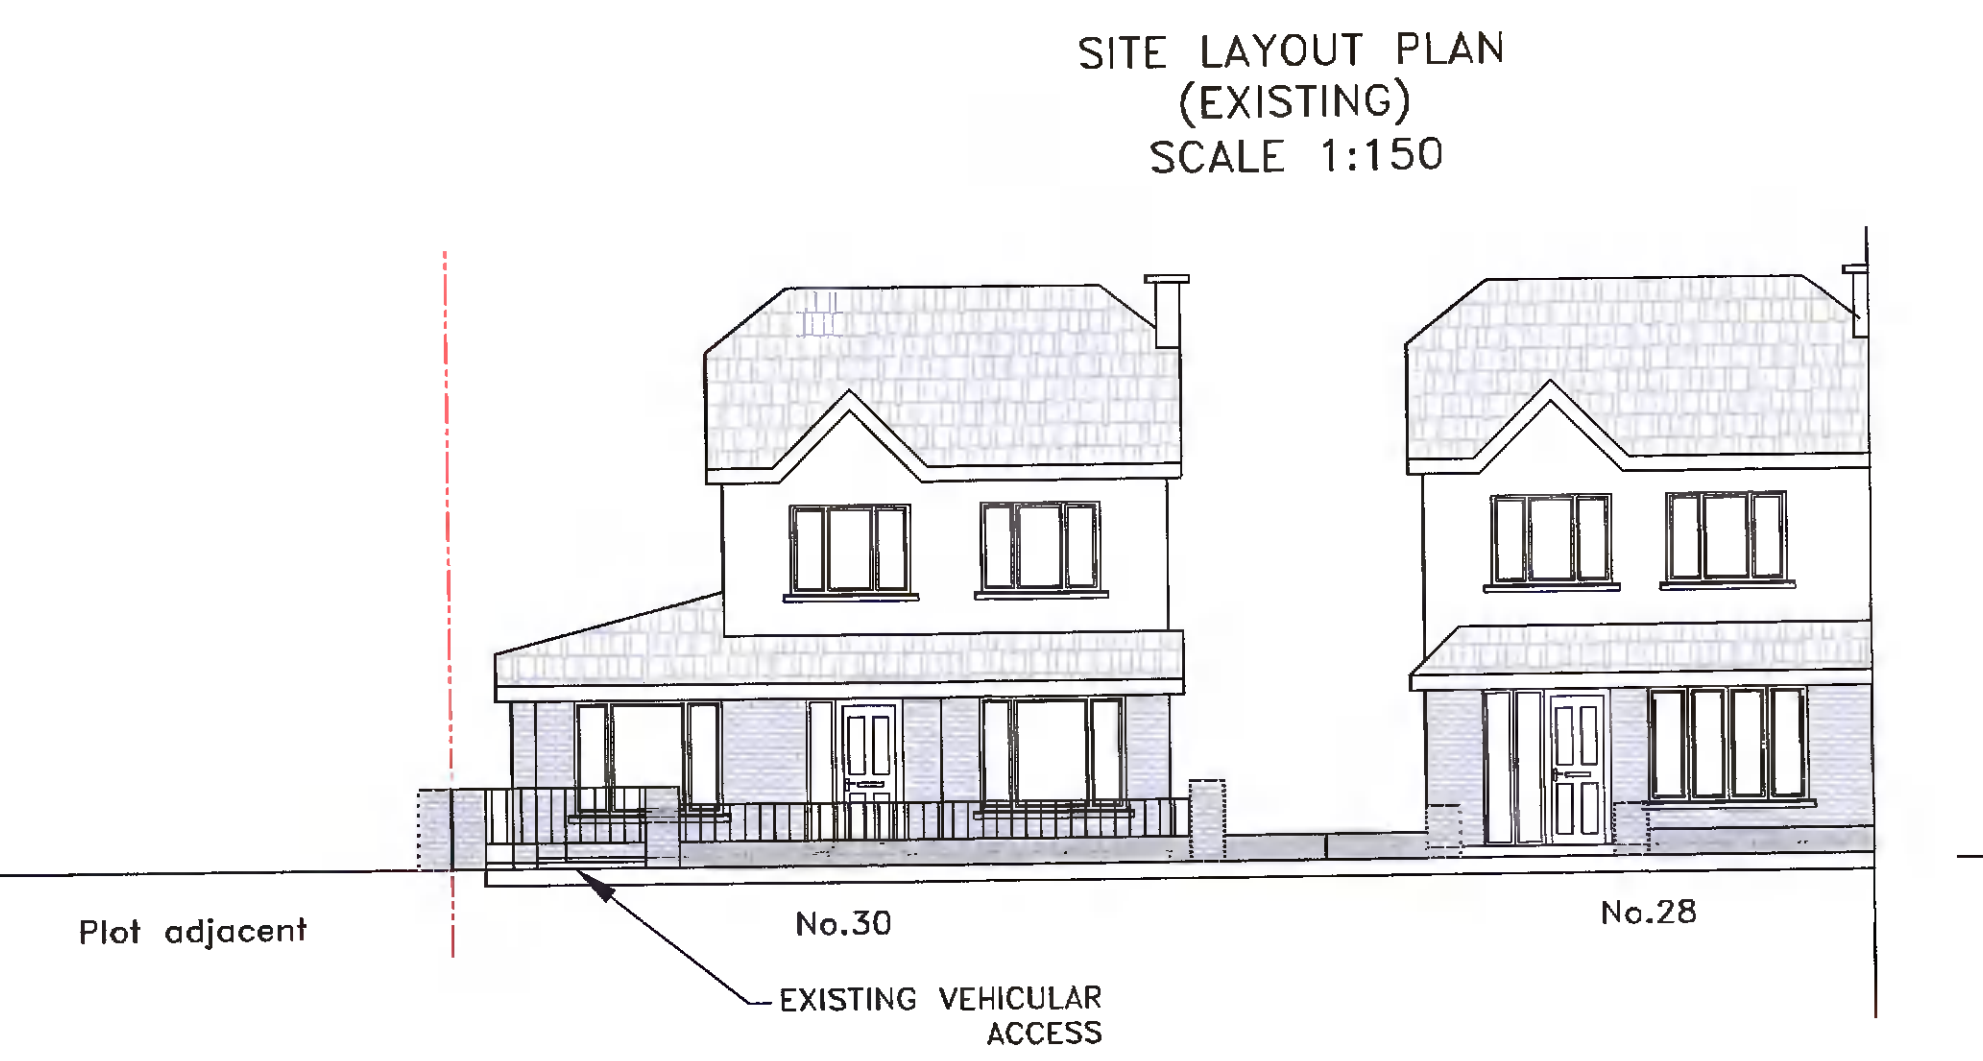 SITE LAYOUT PLAN
(EXISTING)
SCALE 1:150
Plot adjacent
No.30
No.28
EXISTING VEHICULAR
ACCESS